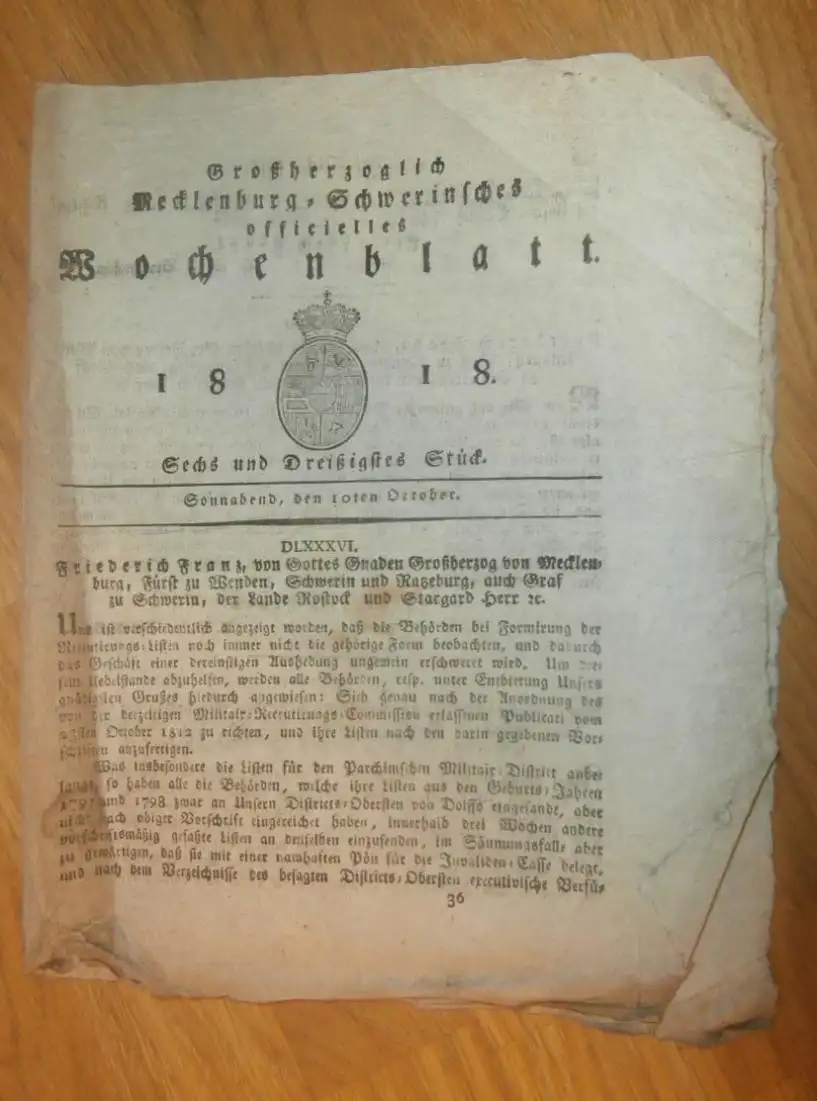 Großherzoglich
Mecklenburg-Schwerinsches
officielles
Wochenblatt.
1818.
Sechs und Dreißigstes Stück.
Sonnabend, den 10ten October.
DLXXXVI.
Friederich Franz, von Gottes Gnaden Großherzog von Mecklen-
burg, Fürst zu Wenden, Schwerin und Ratzeburg, auch Graf
zu Schwerin, der Lande Rostock und Stargard Herr ꝛc.
Uns ist verschiedentlich angezeigt worden, daß die Behörden bei Formirung der
Recrutirungs-Listen noch immer nicht die gehörige Form beobachten, und dadurch
das Geschäft einer dereinstigen Aushebung ungemein erschweret wird. Um die-
sem Uebelstande abzuhelfen, werden alle Behörden, resp. unter Entbietung Unsers
gnädigsten Grußes hiedurch angewiesen: Sich genau nach der Anordnung des
von der derzeitigen Militair-Recrutirungs-Commission erlassenen Publicati vom
October 1812 zu richten, und ihre Listen nach den darin gegebenen Vor-
schriften anzufertigen.
Was insbesondere die Listen für den Parchimschen Militair-District anbe-
langt, so haben alle die Behörden, welche ihre Listen aus den Geburts-Jahren
und 1798 zwar an Unsern Districts-Obersten von Dolffs eingesandt, aber
nicht nach obiger Vorschrift eingereichet haben, innerhalb drei Wochen andere
vorschriftsmäßig gefaßte Listen an denselben einzusenden, im Säumungsfalle aber
zu gewärtigen, daß sie mit einer namhaften Pön für die Invaliden-Casse belegt,
und nach dem Verzeichnisse des besagten Districts-Obersten executivische Verfü-
36